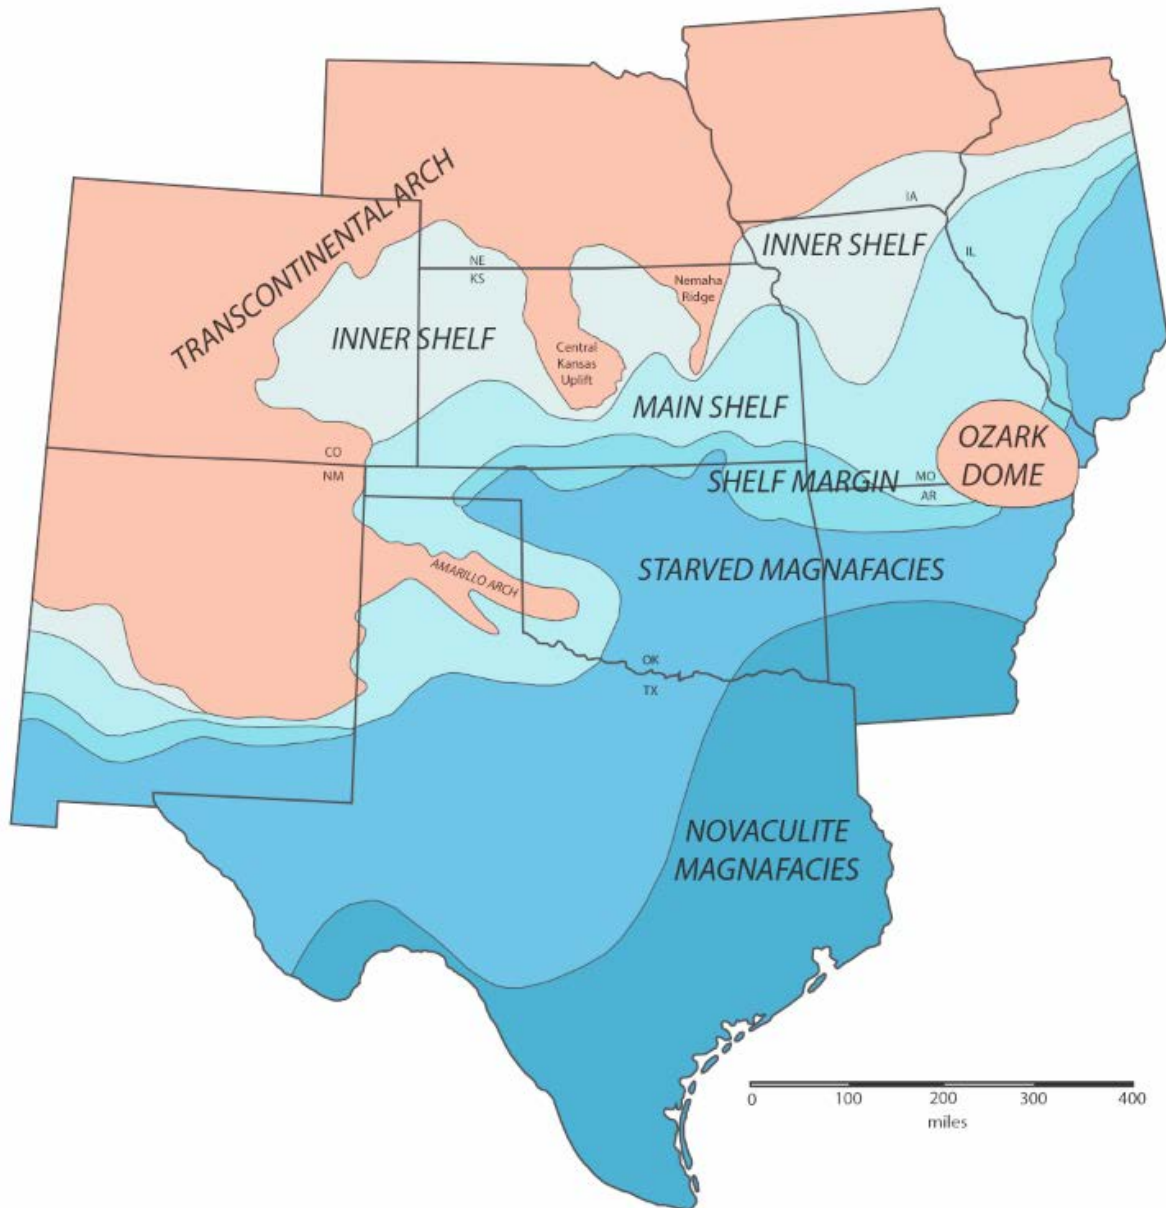 TRANSCONTINENTAL ARCH
IA
INNER SHELF
IL
NE
KS
Nemaha
Ridge
INNER SHELF
Central
Kansas
Uplift
MAIN SHELF
OZARK
DOME
CO
NM
SHELF MARGIN
MO
AR
STARVED MAGNAFACIES
AMARILLO ARCH
OK
TX
NOVACULITE
MAGNAFACIES
0 100 200 300 400
miles